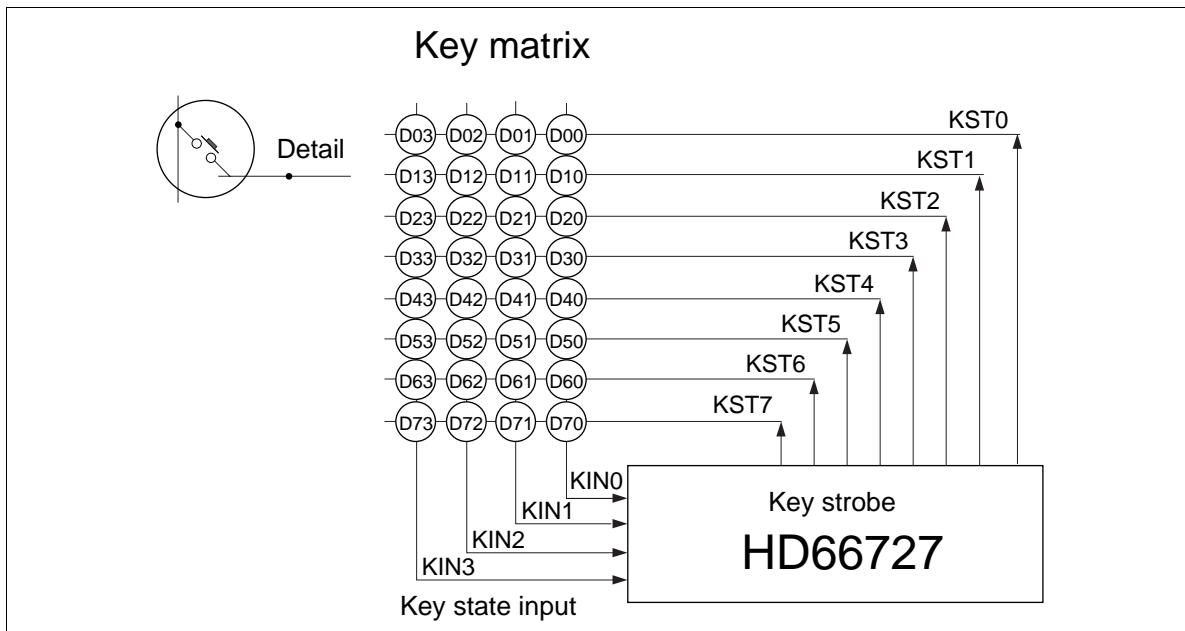 Key matrix
Detail
D03 D02 D01 D00 KST0
D13 D12 D11 D10 KST1
D23 D22 D21 D20 KST2
D33 D32 D31 D30 KST3
D43 D42 D41 D40 KST4
D53 D52 D51 D50 KST5
D63 D62 D61 D60 KST6
D73 D72 D71 D70 KST7
KIN0
KIN1
KIN2
KIN3
Key state input
Key strobe
HD66727